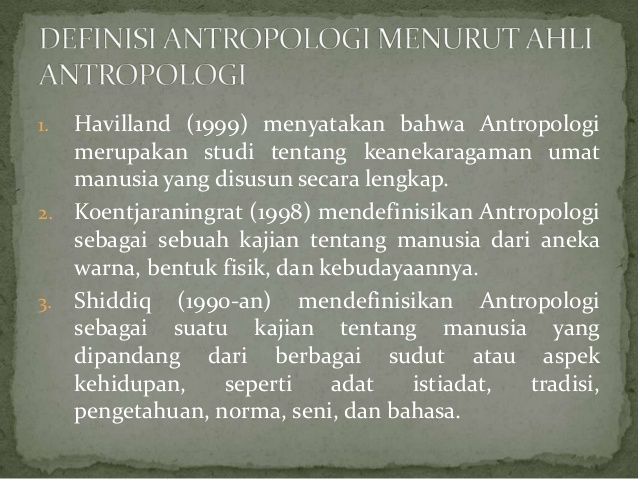 DEFINISI ANTROPOLOGI MENURUT AHLI
ANTROPOLOGI
1. Havilland (1999) menyatakan bahwa Antropologi
merupakan studi tentang keanekaragaman umat
manusia yang disusun secara lengkap.
2. Koentjaraningrat (1998) mendefinisikan Antropologi
sebagai sebuah kajian tentang manusia dari aneka
warna, bentuk fisik, dan kebudayaannya.
3. Shiddiq (1990-an) mendefinisikan Antropologi
sebagai suatu kajian tentang manusia yang
dipandang dari berbagai sudut atau aspek
kehidupan, seperti adat istiadat, tradisi,
pengetahuan, norma, seni, dan bahasa.